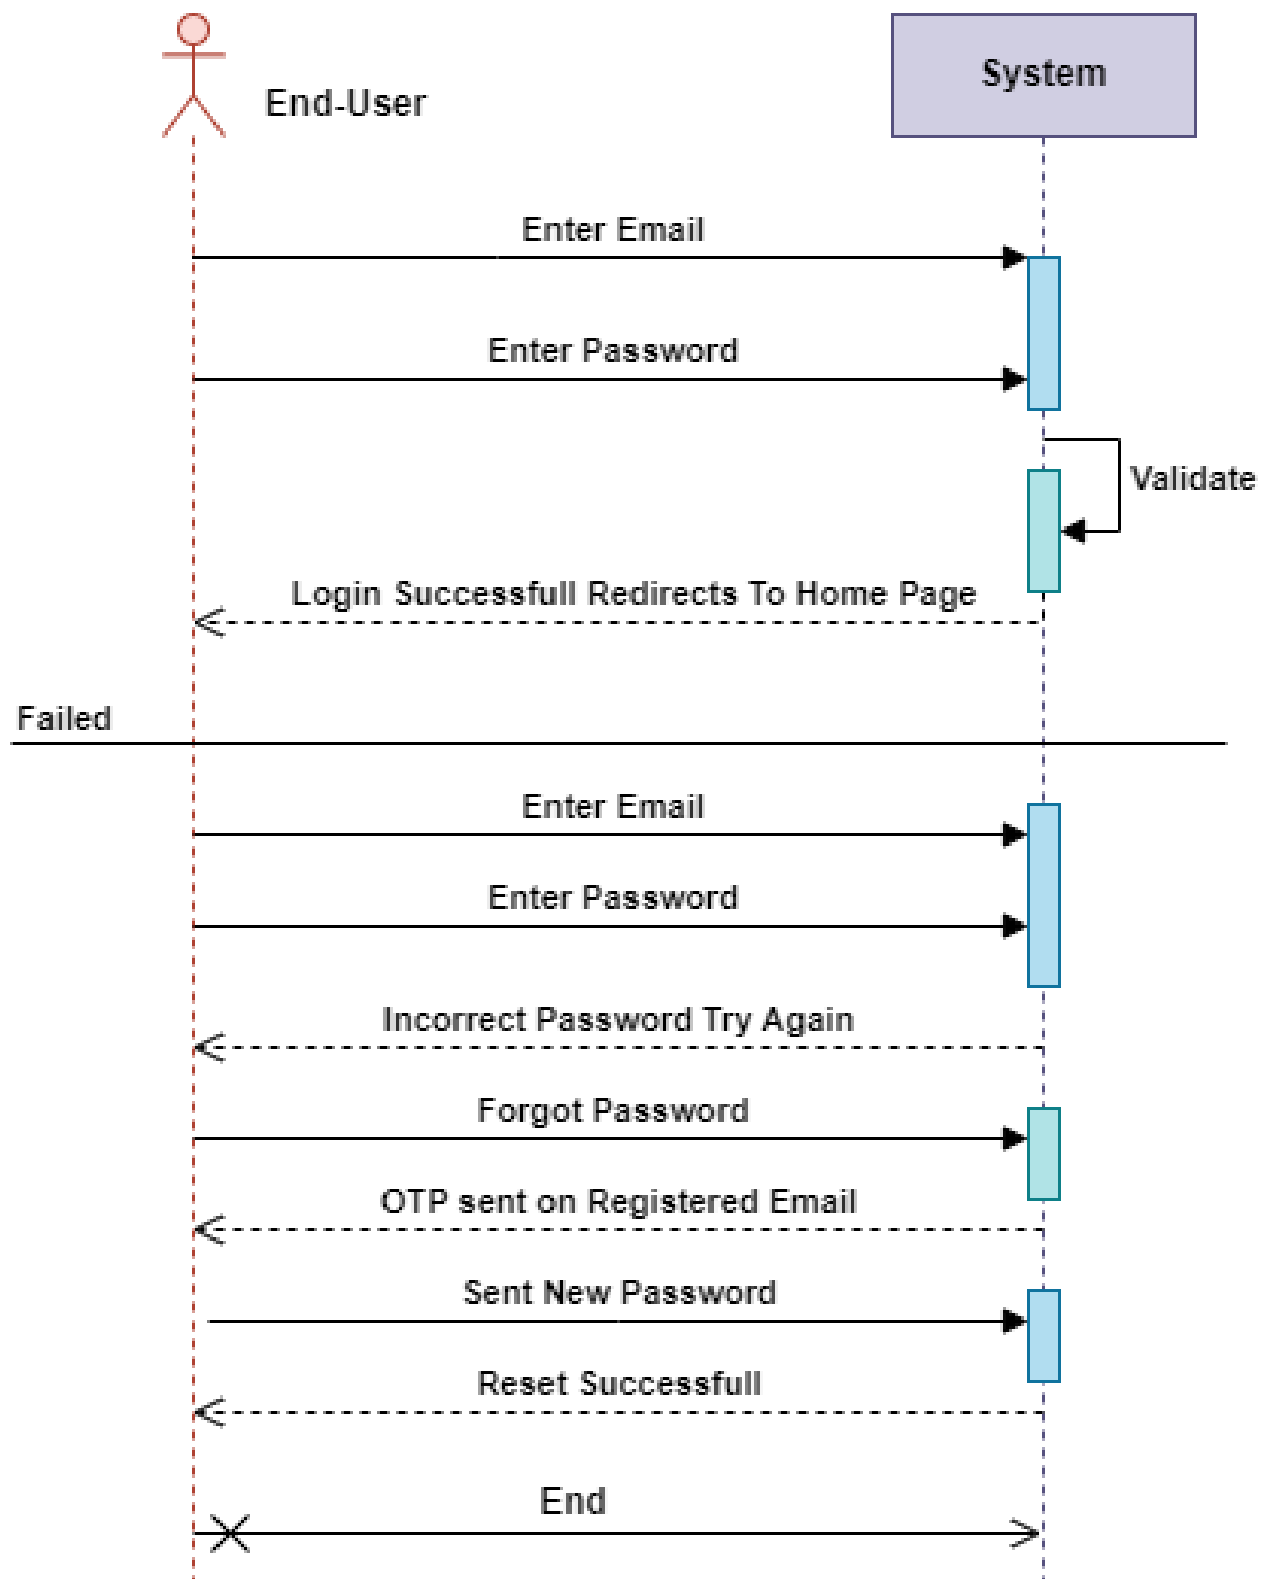 End-User
System
Enter Email
Enter Password
Validate
Login Successfull Redirects To Home Page
Failed
Enter Email
Enter Password
Incorrect Password Try Again
Forgot Password
OTP sent on Registered Email
Sent New Password
Reset Successfull
End